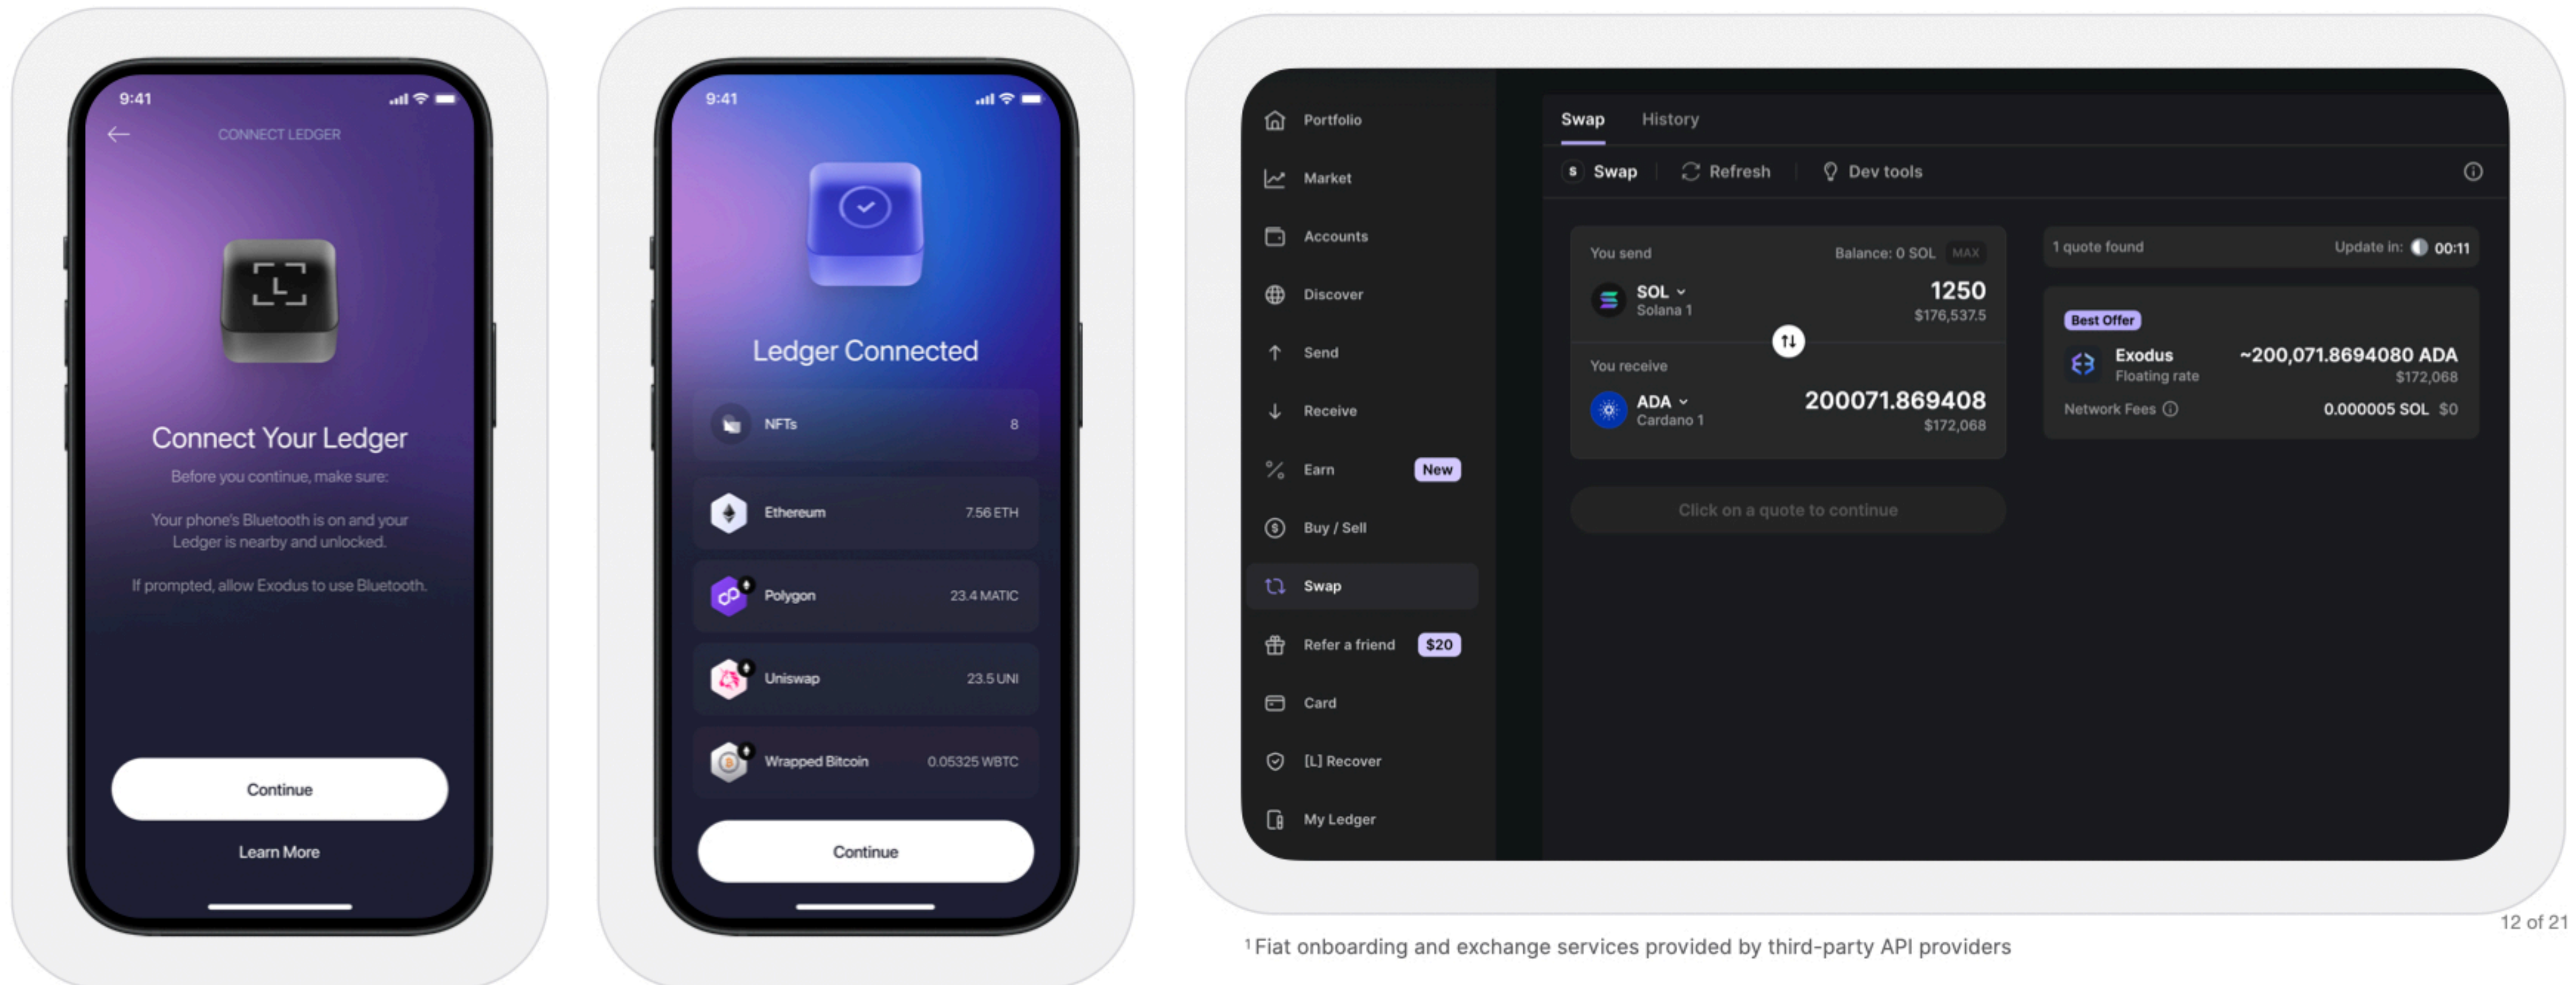 9:41
CONNECT LEDGER
L
Connect Your Ledger
Before you continue, make sure:
Your phone's Bluetooth is on and your
Ledger is nearby and unlocked.
If prompted, allow Exodus to use Bluetooth.
Continue
Learn More
9:41
Ledger Connected
NFTs 8
Ethereum 7.56 ETH
Polygon 23.4 MATIC
Uniswap 23.5 UNI
Wrapped Bitcoin 0.05325 WBTC
Continue
Portfolio
Market
Accounts
Discover
Send
Receive
Earn New
Buy / Sell
Swap
Refer a friend $20
Card
[L] Recover
My Ledger
Swap History
S Swap Refresh Dev tools
You send Balance: 0 SOL MAX
SOL 1250
Solana 1 $176,537.5
You receive
ADA 200071.869408
Cardano 1 $172,068
Click on a quote to continue
1 quote found Update in: 00:11
Best Offer
Exodus ~200,071.8694080 ADA
Floating rate $172,068
Network Fees 0.000005 SOL $0
12 of 21
¹ Fiat onboarding and exchange services provided by third-party API providers